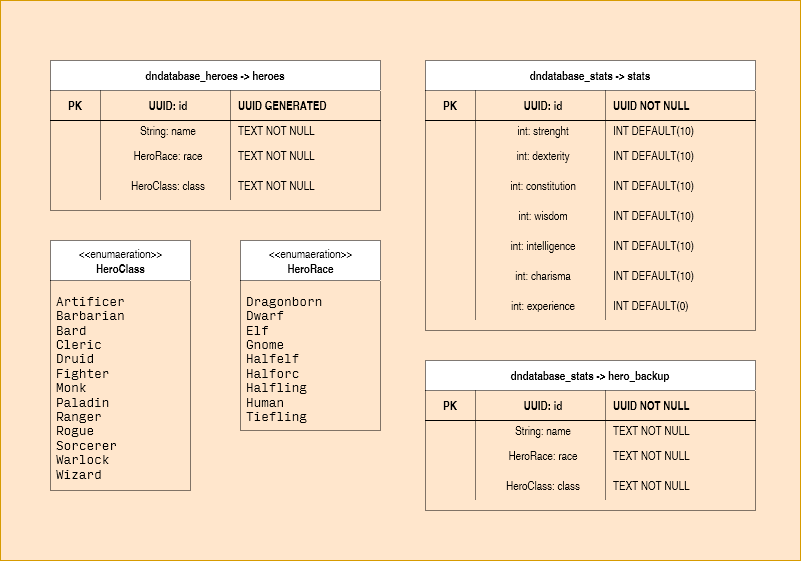 dndatabase_heroes -> heroes
PK UUID: id UUID GENERATED
String: name TEXT NOT NULL
HeroRace: race TEXT NOT NULL
HeroClass: class TEXT NOT NULL
<<enumaeration>>
HeroClass
Artificer
Barbarian
Bard
Cleric
Druid
Fighter
Monk
Paladin
Ranger
Rogue
Sorcerer
Warlock
Wizard
<<enumaeration>>
HeroRace
Dragonborn
Dwarf
Elf
Gnome
Halfelf
Halforc
Halfling
Human
Tiefling
dndatabase_stats -> stats
PK UUID: id UUID NOT NULL
int: strenght INT DEFAULT(10)
int: dexterity INT DEFAULT(10)
int: constitution INT DEFAULT(10)
int: wisdom INT DEFAULT(10)
int: intelligence INT DEFAULT(10)
int: charisma INT DEFAULT(10)
int: experience INT DEFAULT(0)
dndatabase_stats -> hero_backup
PK UUID: id UUID NOT NULL
String: name TEXT NOT NULL
HeroRace: race TEXT NOT NULL
HeroClass: class TEXT NOT NULL